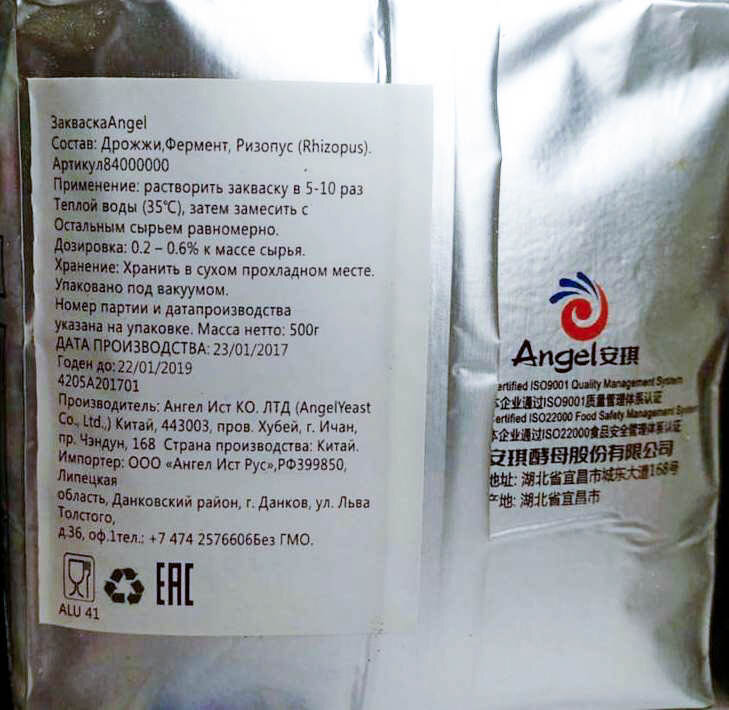 ЗакваскаAngel
Состав: Дрожжи,Фермент, Ризопус (Rhizopus).
Артикул84000000
Применение: растворить закваску в 5-10 раз
Теплой воды (35℃), затем замесить с
Остальным сырьем равномерно.
Дозировка: 0.2 – 0.6% к массе сырья.
Хранение: Хранить в сухом прохладном месте.
Упаковано под вакуумом.
Номер партии и датапроизводства
указана на упаковке. Масса нетто: 500г
ДАТА ПРОИЗВОДСТВА: 23/01/2017
Годен до: 22/01/2019
4205A201701
Производитель: Ангел Ист КО. ЛТД (AngelYeast
Co., Ltd.,) Китай, 443003, пров. Хубей, г. Ичан,
пр. Чэндун, 168 Страна производства: Китай.
Импортер: ООО «Ангел Ист Рус»,РФ399850,
Липецкая
область, Данковский район, г. Данков, ул. Льва
Толстого,
д.36, оф.1тел.: +7 474 2576606Без ГМО.
ALU 41
EAC
Angel安琪
ertified ISO9001 Quality Management System
本企业通过ISO9001质量管理体系认证
ertified ISO22000 Food Safety Management System
本企业通过ISO22000食品安全管理体系认证
安琪酵母股份有限公司
地址: 湖北省宜昌市城东大道168号
产地: 湖北省宜昌市